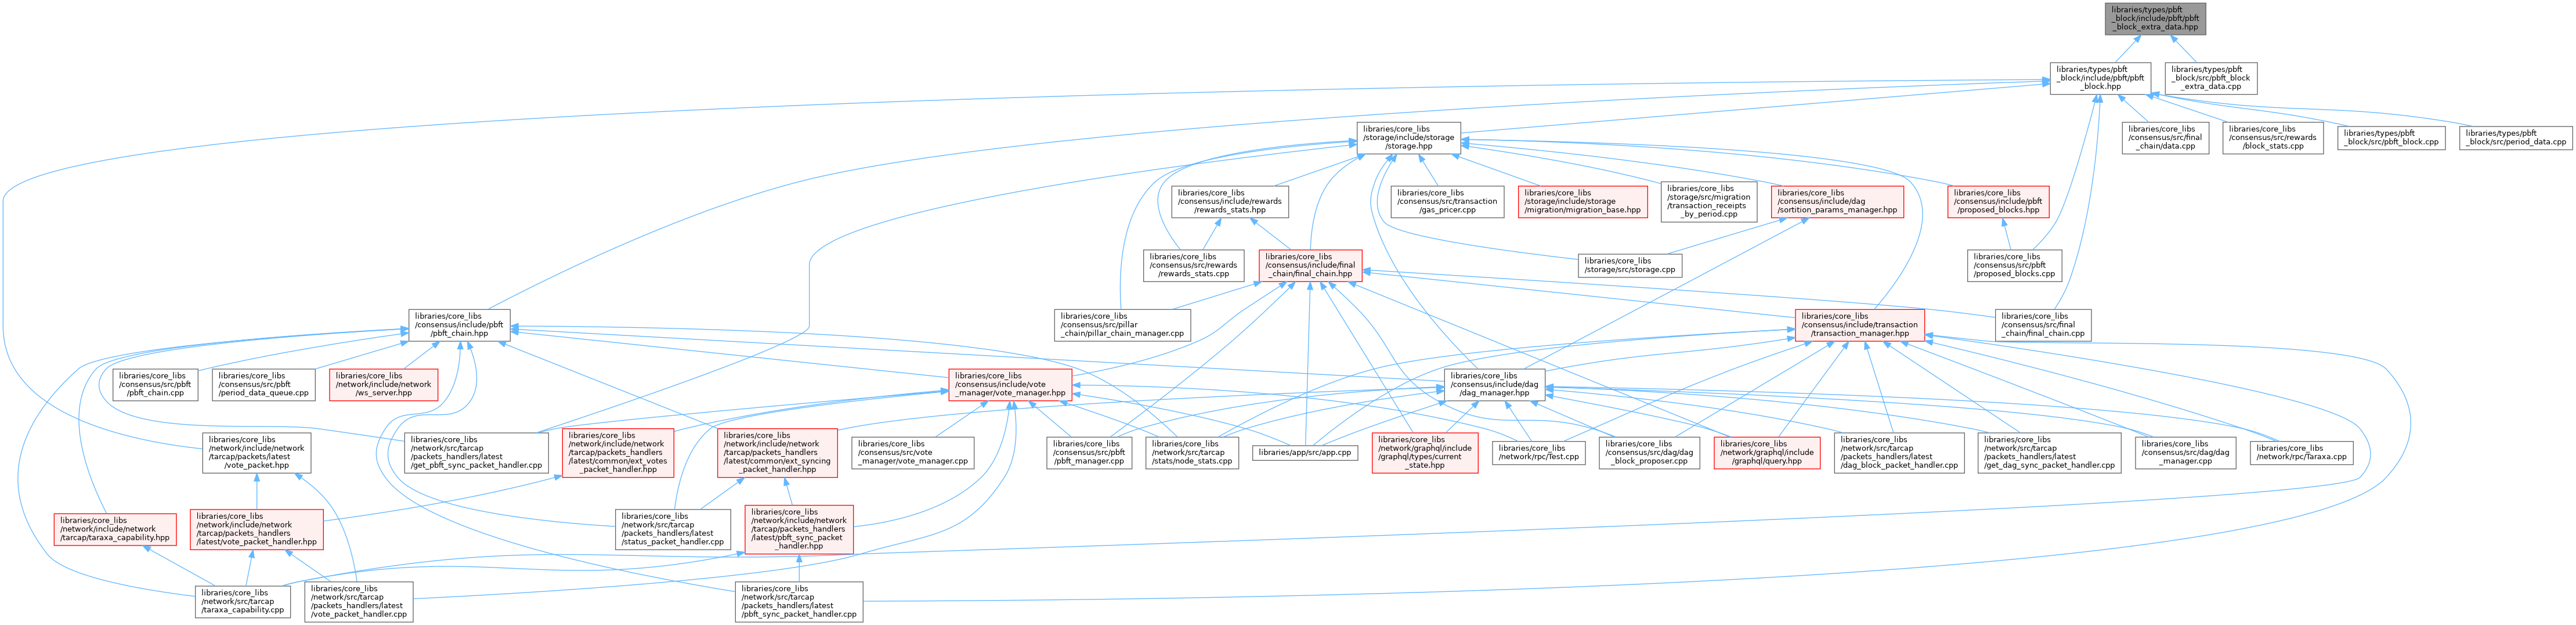 libraries/types/pbft
_block/include/pbft/pbft
_block_extra_data.hpp
libraries/types/pbft
_block/include/pbft/pbft
_block.hpp
libraries/types/pbft
_block/src/pbft_block
_extra_data.cpp
libraries/core_libs
/storage/include/storage
/storage.hpp
libraries/core_libs
/consensus/src/final
_chain/data.cpp
libraries/core_libs
/consensus/src/rewards
/block_stats.cpp
libraries/types/pbft
_block/src/pbft_block.cpp
libraries/types/pbft
_block/src/period_data.cpp
libraries/core_libs
/consensus/include/rewards
/rewards_stats.hpp
libraries/core_libs
/consensus/src/transaction
/gas_pricer.cpp
libraries/core_libs
/storage/include/storage
/migration/migration_base.hpp
libraries/core_libs
/storage/src/migration
/transaction_receipts
_by_period.cpp
libraries/core_libs
/consensus/include/dag
/sortition_params_manager.hpp
libraries/core_libs
/consensus/include/pbft
/proposed_blocks.hpp
libraries/core_libs
/consensus/src/rewards
/rewards_stats.cpp
libraries/core_libs
/consensus/include/final
_chain/final_chain.hpp
libraries/core_libs
/storage/src/storage.cpp
libraries/core_libs
/consensus/src/pbft
/proposed_blocks.cpp
libraries/core_libs
/consensus/include/pbft
/pbft_chain.hpp
libraries/core_libs
/consensus/src/pillar
_chain/pillar_chain_manager.cpp
libraries/core_libs
/consensus/include/transaction
/transaction_manager.hpp
libraries/core_libs
/consensus/src/final
_chain/final_chain.cpp
libraries/core_libs
/consensus/src/pbft
/pbft_chain.cpp
libraries/core_libs
/consensus/src/pbft
/period_data_queue.cpp
libraries/core_libs
/network/include/network
/ws_server.hpp
libraries/core_libs
/consensus/include/vote
_manager/vote_manager.hpp
libraries/core_libs
/consensus/include/dag
/dag_manager.hpp
libraries/core_libs
/network/include/network
/tarcap/packets/latest
/vote_packet.hpp
libraries/core_libs
/network/src/tarcap
/packets_handlers/latest
/get_pbft_sync_packet_handler.cpp
libraries/core_libs
/network/include/network
/tarcap/packets_handlers
/latest/common/ext_votes
_packet_handler.hpp
libraries/core_libs
/network/include/network
/tarcap/packets_handlers
/latest/common/ext_syncing
_packet_handler.hpp
libraries/core_libs
/consensus/src/vote
_manager/vote_manager.cpp
libraries/core_libs
/consensus/src/pbft
/pbft_manager.cpp
libraries/core_libs
/network/src/tarcap
/stats/node_stats.cpp
libraries/app/src/app.cpp
libraries/core_libs
/network/graphql/include
/graphql/types/current
_state.hpp
libraries/core_libs
/network/rpc/Test.cpp
libraries/core_libs
/consensus/src/dag/dag
_block_proposer.cpp
libraries/core_libs
/network/graphql/include
/graphql/query.hpp
libraries/core_libs
/network/src/tarcap
/packets_handlers/latest
/dag_block_packet_handler.cpp
libraries/core_libs
/network/src/tarcap
/packets_handlers/latest
/get_dag_sync_packet_handler.cpp
libraries/core_libs
/consensus/src/dag/dag
_manager.cpp
libraries/core_libs
/network/rpc/Taraxa.cpp
libraries/core_libs
/network/include/network
/tarcap/taraxa_capability.hpp
libraries/core_libs
/network/include/network
/tarcap/packets_handlers
/latest/vote_packet_handler.hpp
libraries/core_libs
/network/src/tarcap
/packets_handlers/latest
/status_packet_handler.cpp
libraries/core_libs
/network/include/network
/tarcap/packets_handlers
/latest/pbft_sync_packet
_handler.hpp
libraries/core_libs
/network/src/tarcap
/taraxa_capability.cpp
libraries/core_libs
/network/src/tarcap
/packets_handlers/latest
/vote_packet_handler.cpp
libraries/core_libs
/network/src/tarcap
/packets_handlers/latest
/pbft_sync_packet_handler.cpp